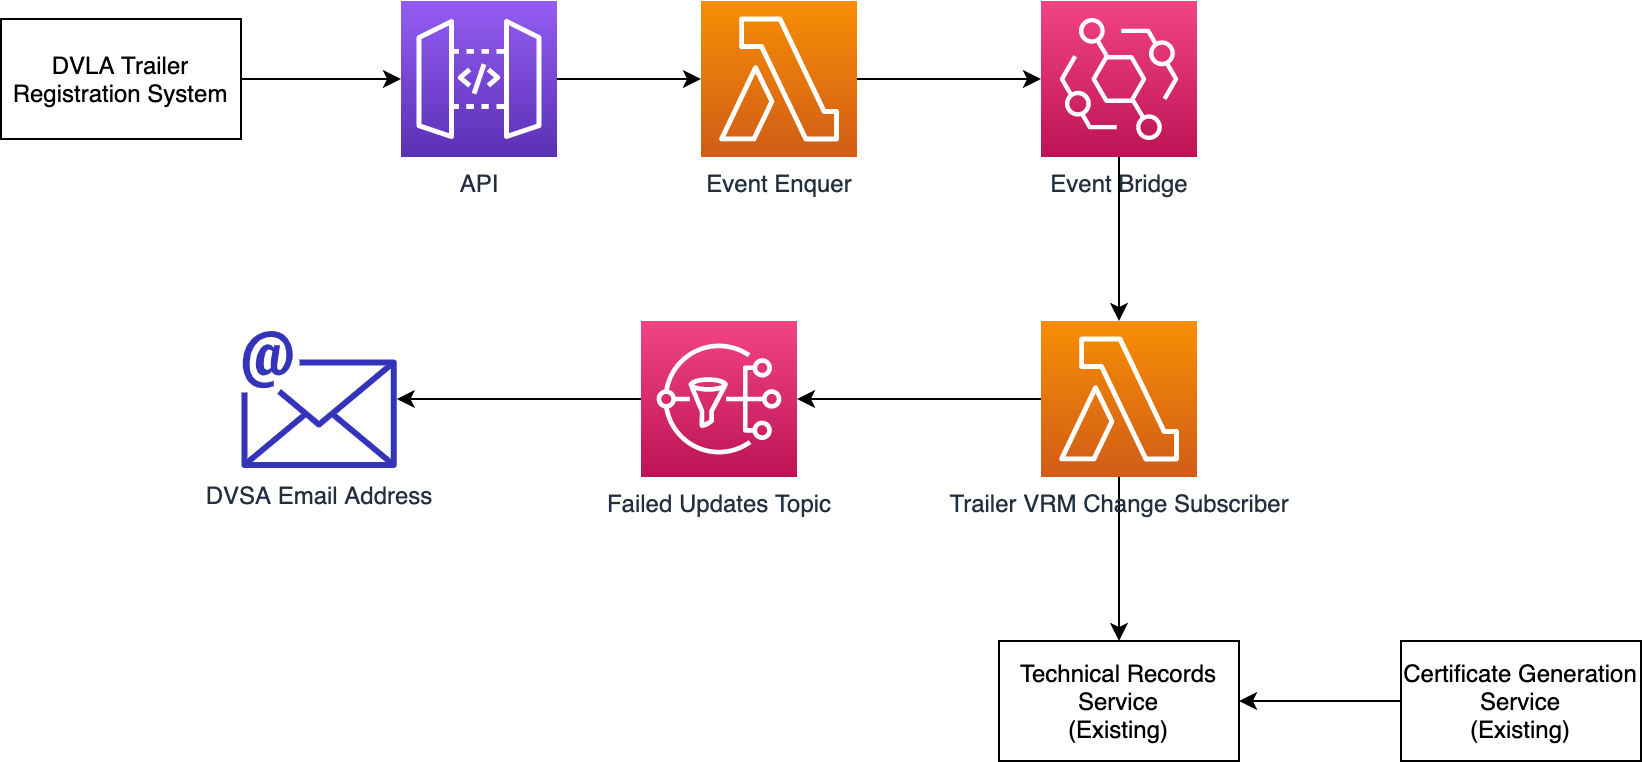 DVLA Trailer
Registration System
</>
API
Event Enquer
Event Bridge
@
DVSA Email Address
Failed Updates Topic
Trailer VRM Change Subscriber
Technical Records
Service
(Existing)
Certificate Generation
Service
(Existing)